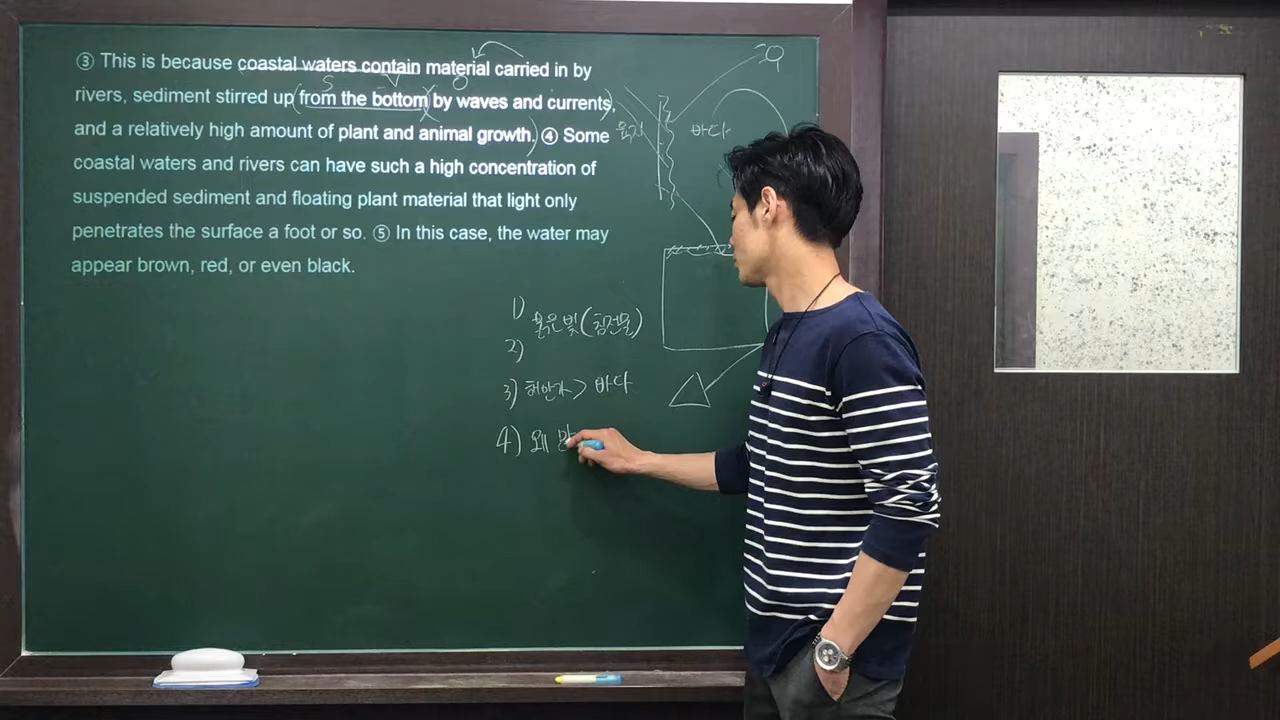 ③ This is because coastal waters contain material carried in by
rivers, sediment stirred up from the bottom by waves and currents,
and a relatively high amount of plant and animal growth. ④ Some
coastal waters and rivers can have such a high concentration of
suspended sediment and floating plant material that light only
penetrates the surface a foot or so. ⑤ In this case, the water may
appear brown, red, or even black.
S V O
육지 바다
1)
붉은 빛(침전물)
2)
3) 해안가 > 바다
4) 왜